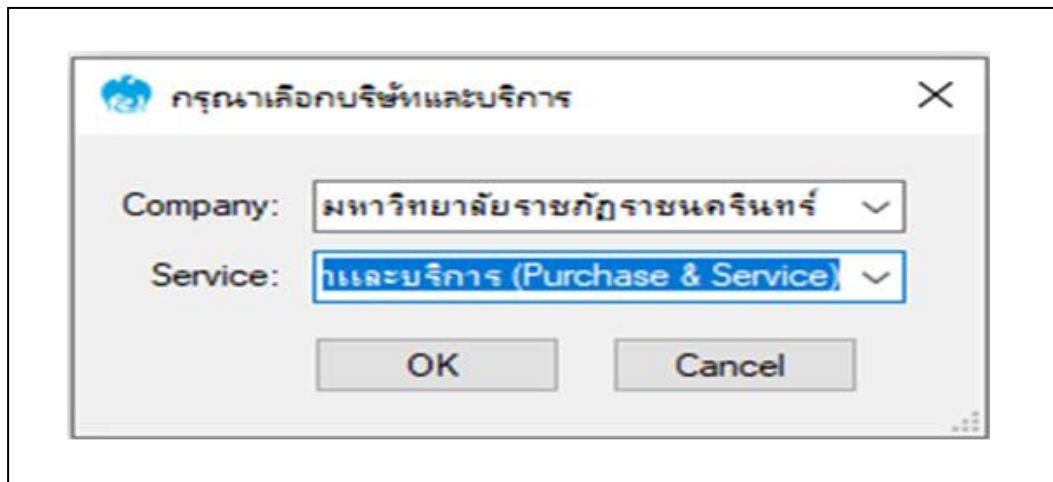 กรุณาเลือกบริษัทและบริการ
Company: มหาวิทยาลัยราชภัฏราชนครินทร์
Service: าและบริการ (Purchase & Service)
OK Cancel